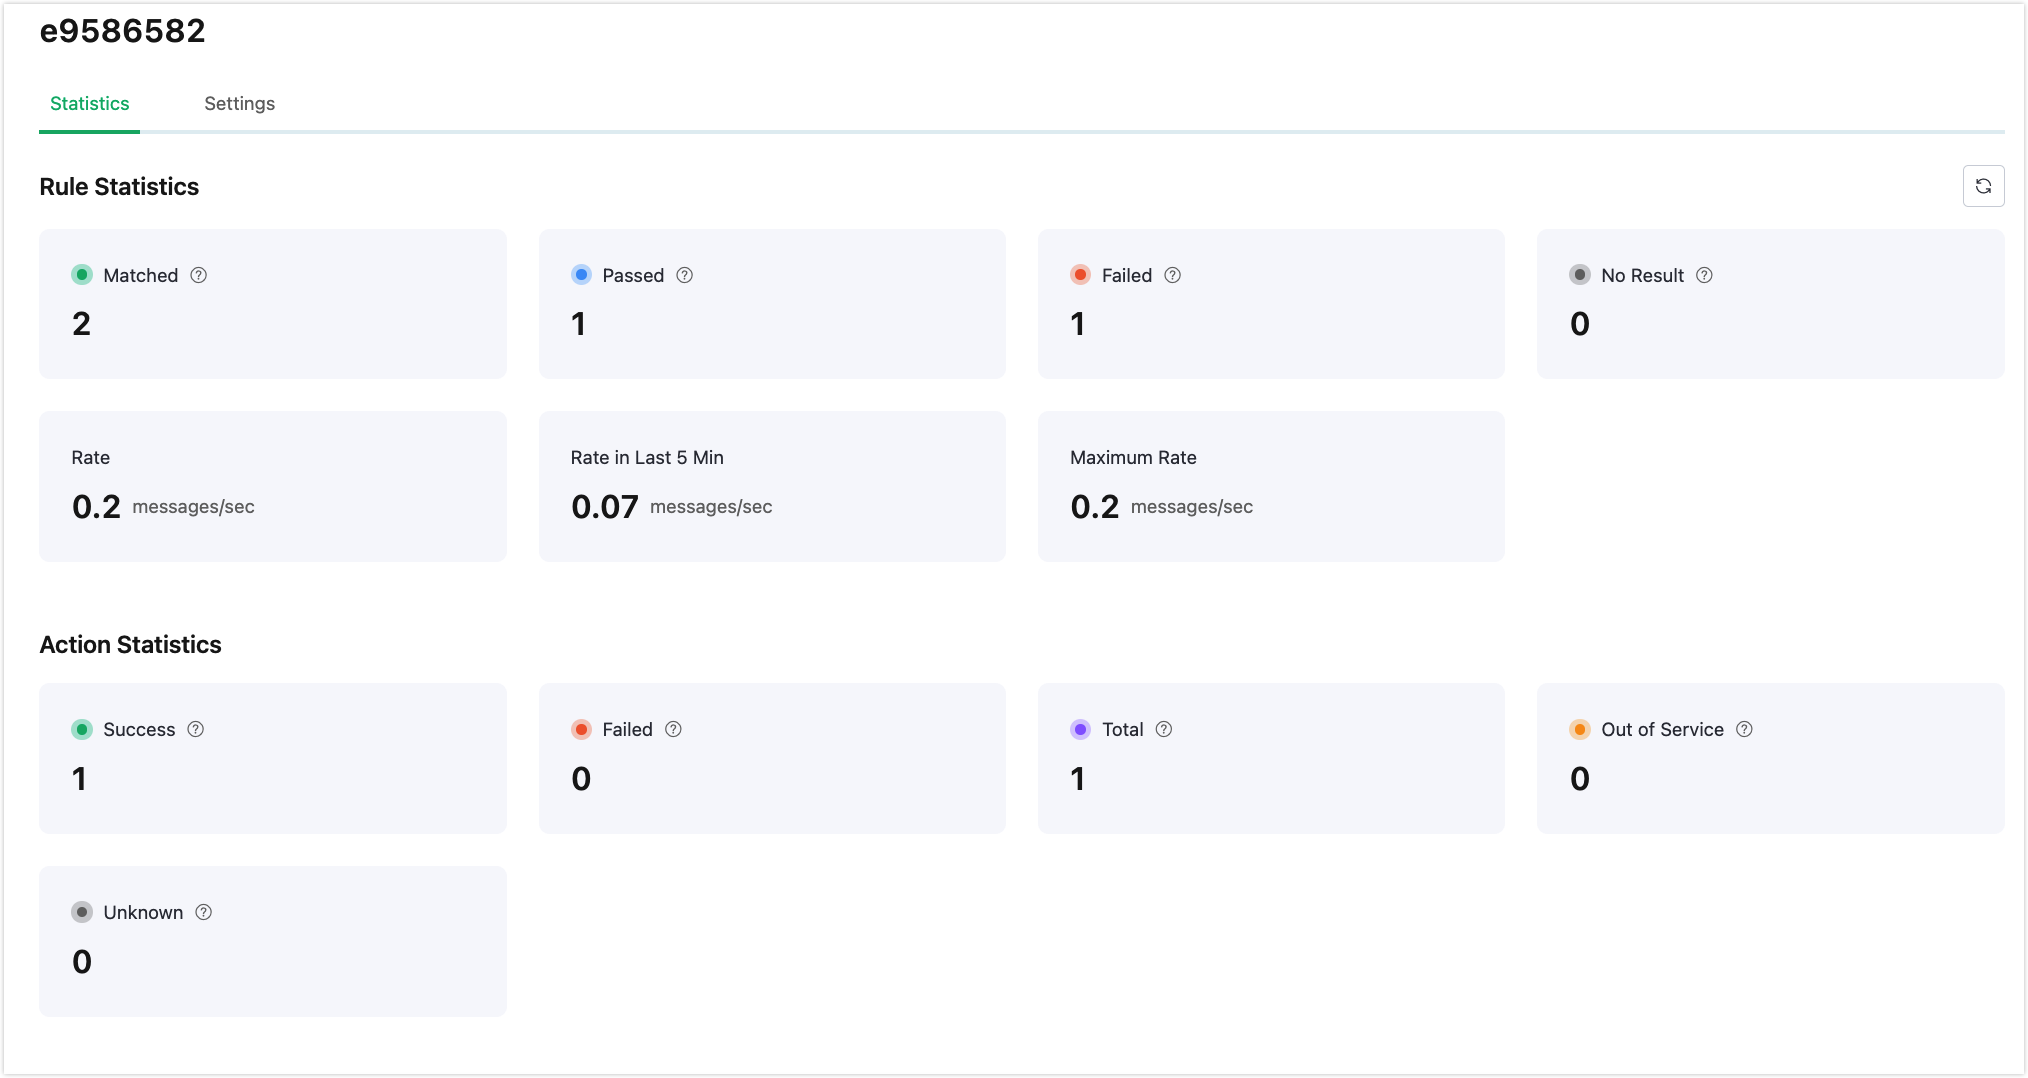 e9586582
Statistics Settings
Rule Statistics
Matched Passed Failed No Result
2 1 1 0
Rate Rate in Last 5 Min Maximum Rate
0.2 messages/sec 0.07 messages/sec 0.2 messages/sec
Action Statistics
Success Failed Total Out of Service
1 0 1 0
Unknown
0